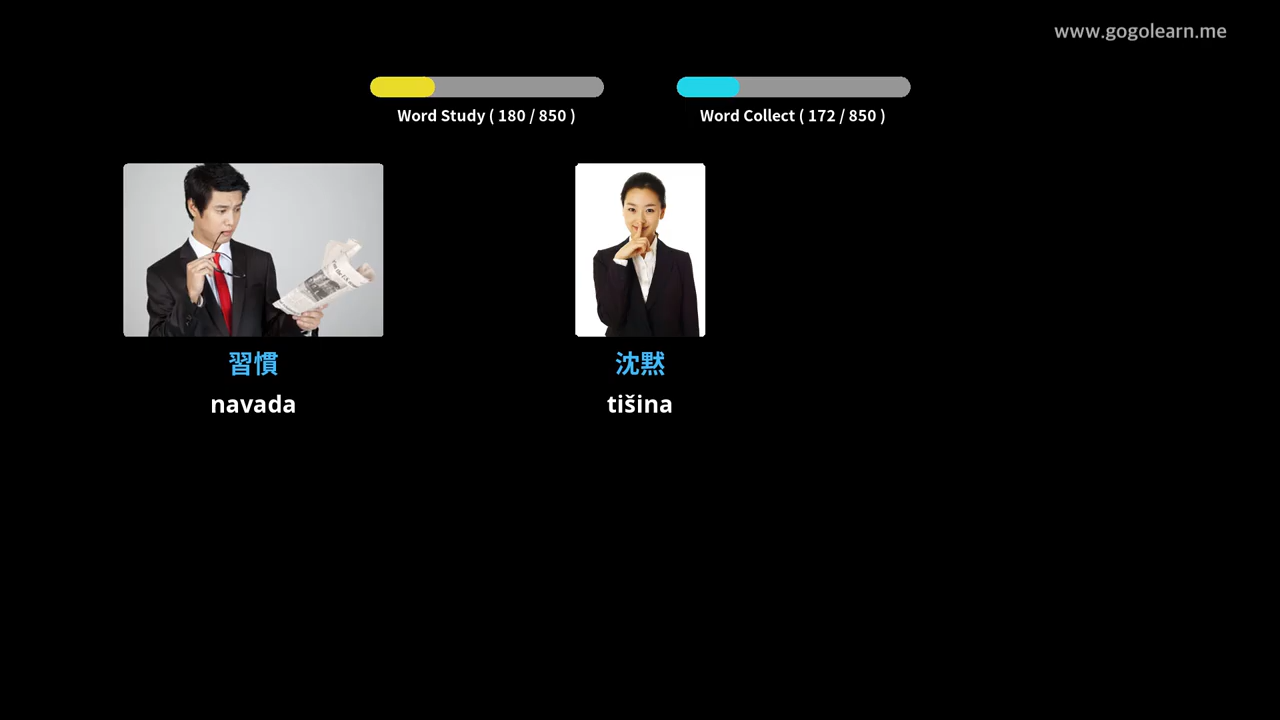 www.gogolearn.me
Word Study ( 180 / 850 )
Word Collect ( 172 / 850 )
習慣
沈黙
navada
tišina